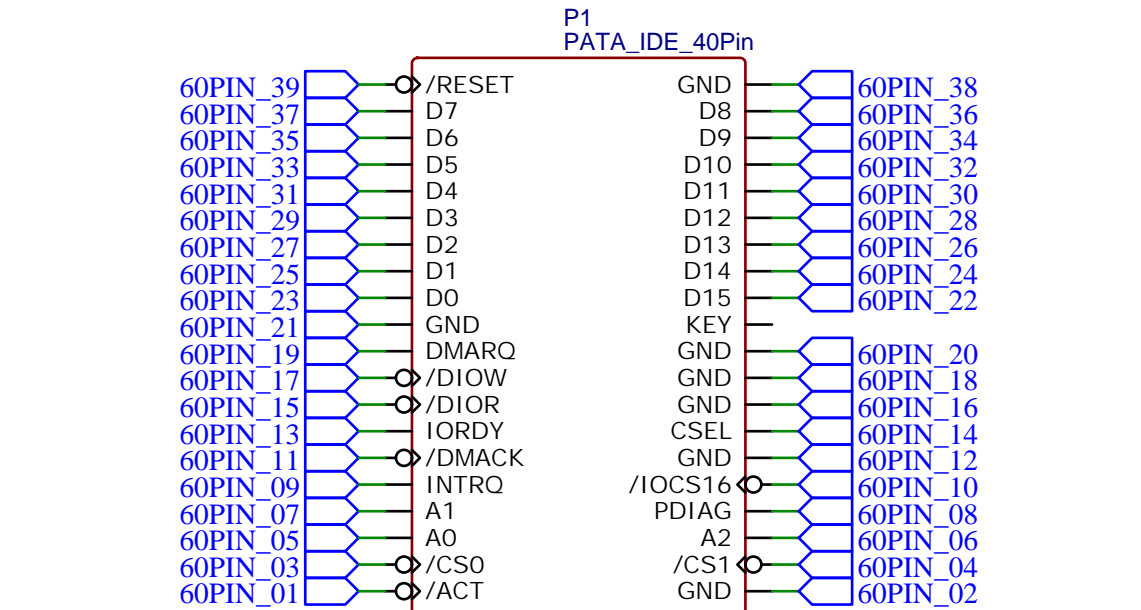 P1
PATA_IDE_40Pin
60PIN_39 /RESET GND 60PIN_38
60PIN_37 D7 D8 60PIN_36
60PIN_35 D6 D9 60PIN_34
60PIN_33 D5 D10 60PIN_32
60PIN_31 D4 D11 60PIN_30
60PIN_29 D3 D12 60PIN_28
60PIN_27 D2 D13 60PIN_26
60PIN_25 D1 D14 60PIN_24
60PIN_23 D0 D15 60PIN_22
60PIN_21 GND KEY
60PIN_19 DMARQ GND 60PIN_20
60PIN_17 /DIOW GND 60PIN_18
60PIN_15 /DIOR GND 60PIN_16
60PIN_13 IORDY CSEL 60PIN_14
60PIN_11 /DMACK GND 60PIN_12
60PIN_09 INTRQ /IOCS16 60PIN_10
60PIN_07 A1 PDIAG 60PIN_08
60PIN_05 A0 A2 60PIN_06
60PIN_03 /CS0 /CS1 60PIN_04
60PIN_01 /ACT GND 60PIN_02